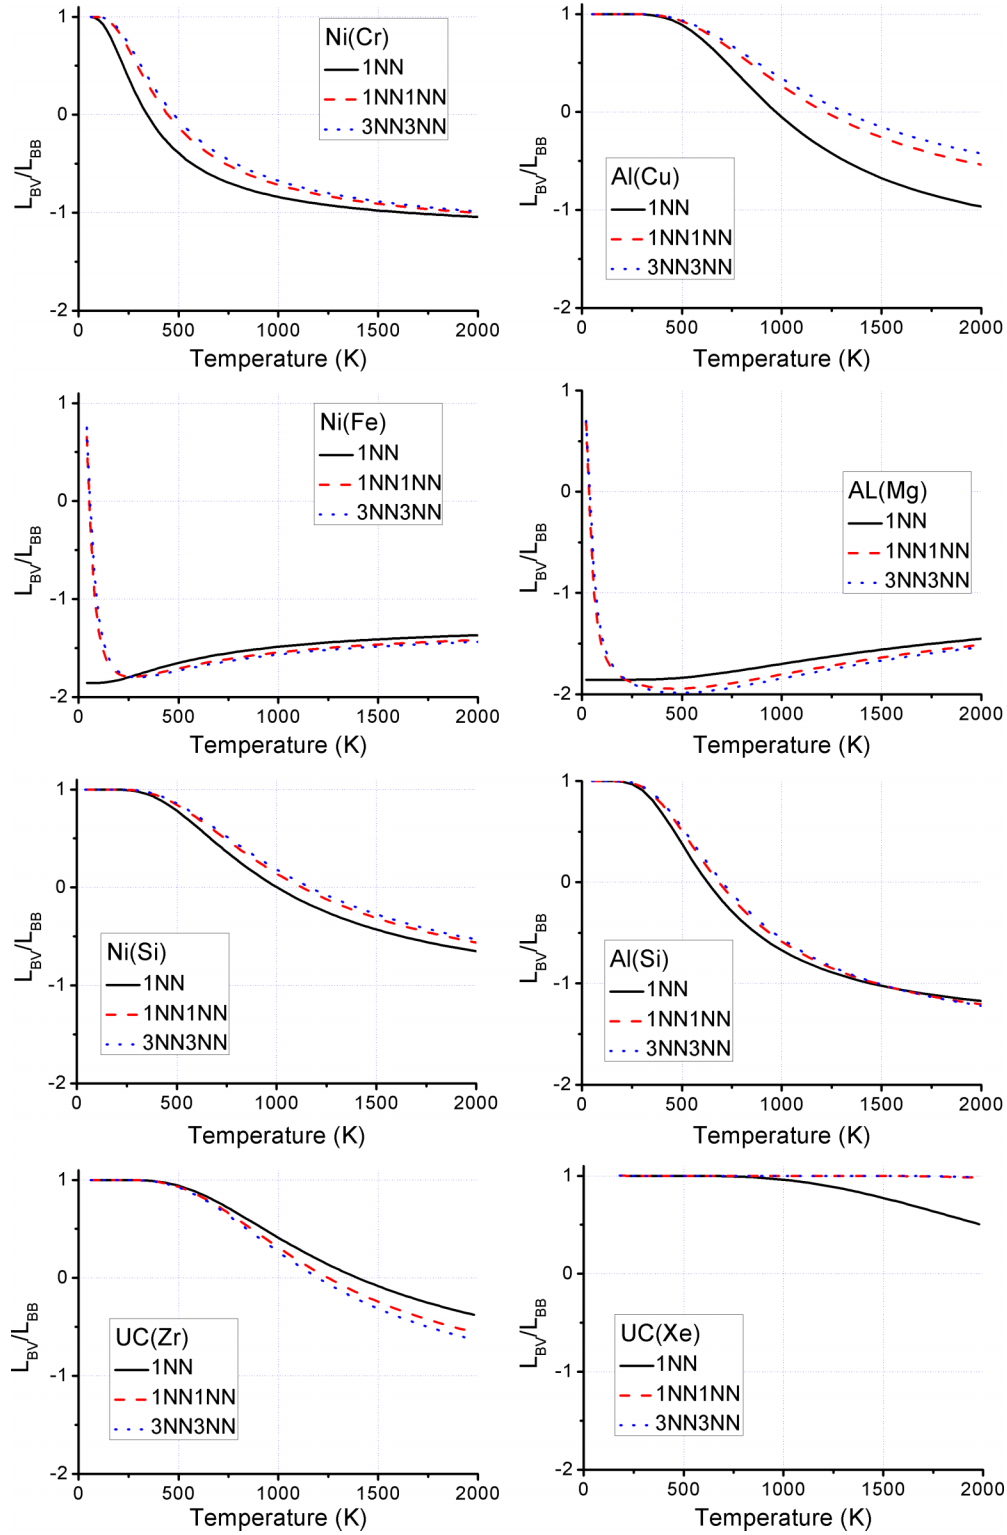 Ni(Cr)
1NN
1NN1NN
3NN3NN
1
0
-1
-2
L_BV/L_BB
0 500 1000 1500 2000
Temperature (K)
Al(Cu)
1NN
1NN1NN
3NN3NN
1
0
-1
-2
L_BV/L_BB
0 500 1000 1500 2000
Temperature (K)
Ni(Fe)
1NN
1NN1NN
3NN3NN
1
0
-1
-2
L_BV/L_BB
0 500 1000 1500 2000
Temperature (K)
AL(Mg)
1NN
1NN1NN
3NN3NN
1
0
-1
-2
L_BV/L_BB
0 500 1000 1500 2000
Temperature (K)
Ni(Si)
1NN
1NN1NN
3NN3NN
1
0
-1
-2
L_BV/L_BB
0 500 1000 1500 2000
Temperature (K)
Al(Si)
1NN
1NN1NN
3NN3NN
1
0
-1
-2
L_BV/L_BB
0 500 1000 1500 2000
Temperature (K)
UC(Zr)
1NN
1NN1NN
3NN3NN
1
0
-1
-2
L_BV/L_BB
0 500 1000 1500 2000
Temperature (K)
UC(Xe)
1NN
1NN1NN
3NN3NN
1
0
-1
-2
L_BV/L_BB
0 500 1000 1500 2000
Temperature (K)